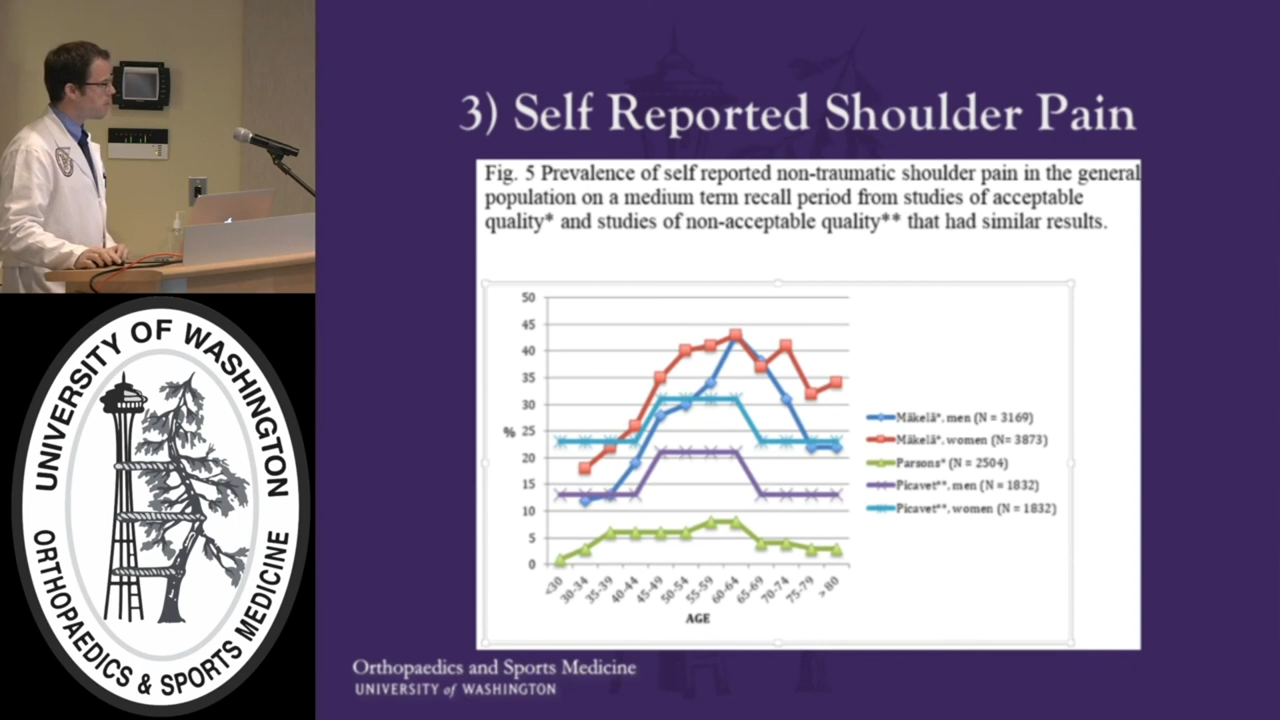 3) Self Reported Shoulder Pain
Fig. 5 Prevalence of self reported non-traumatic shoulder pain in the general
population on a medium term recall period from studies of acceptable
quality* and studies of non-acceptable quality** that had similar results.
50
45
40
35
30
25
20
15
10
5
0
%
<30
30-34
35-39
40-44
45-49
50-54
55-59
60-64
65-69
70-74
75-79
>80
AGE
Mäkelä*, men (N = 3169)
Mäkelä*, women (N= 3873)
Parsons* (N = 2504)
Picavet**, men (N = 1832)
Picavet**, women (N = 1832)
UNIVERSITY OF WASHINGTON
ORTHOPAEDICS & SPORTS MEDICINE
Orthopaedics and Sports Medicine
UNIVERSITY of WASHINGTON